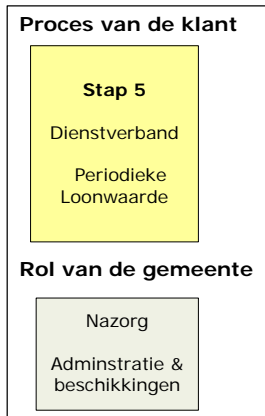 Proces van de klant
Stap 5
Dienstverband
Periodieke
Loonwaarde
Rol van de gemeente
Nazorg
Adminstratie &
beschikkingen